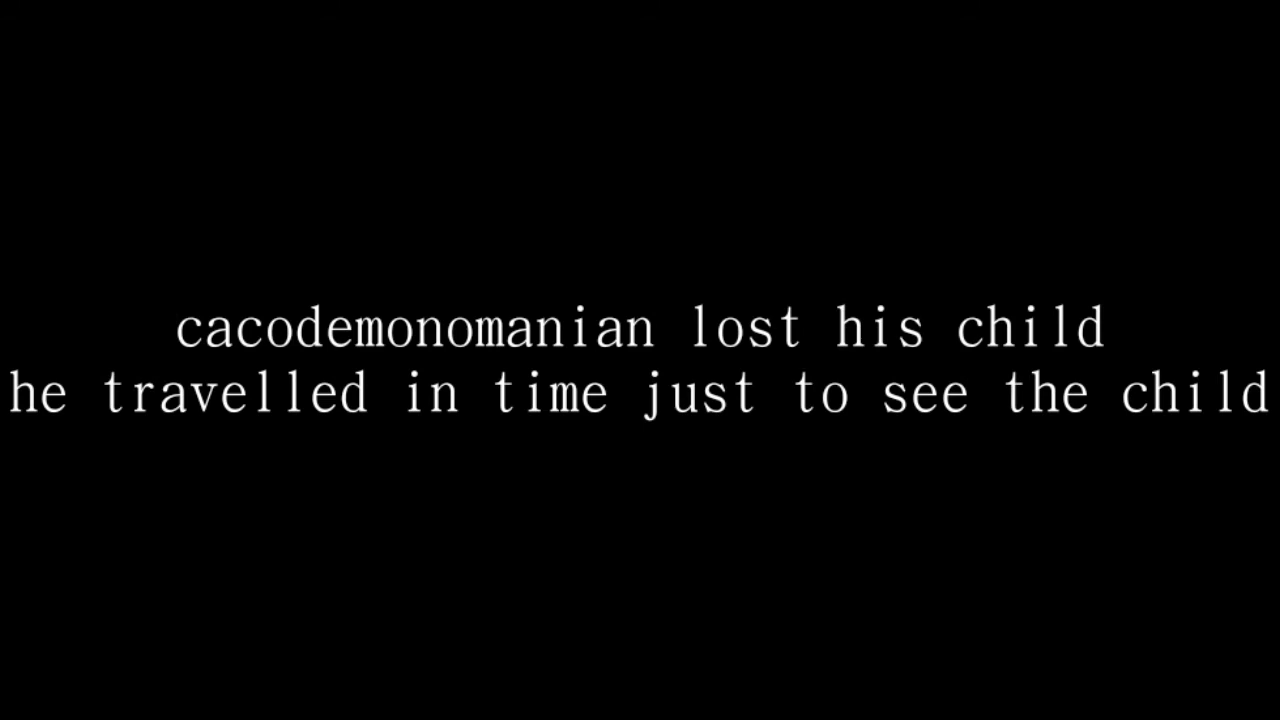 cacodemonomanian lost his child
he travelled in time just to see the child